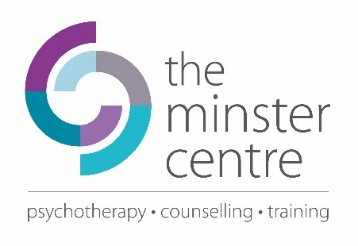 the
minster
centre
psychotherapy • counselling • training